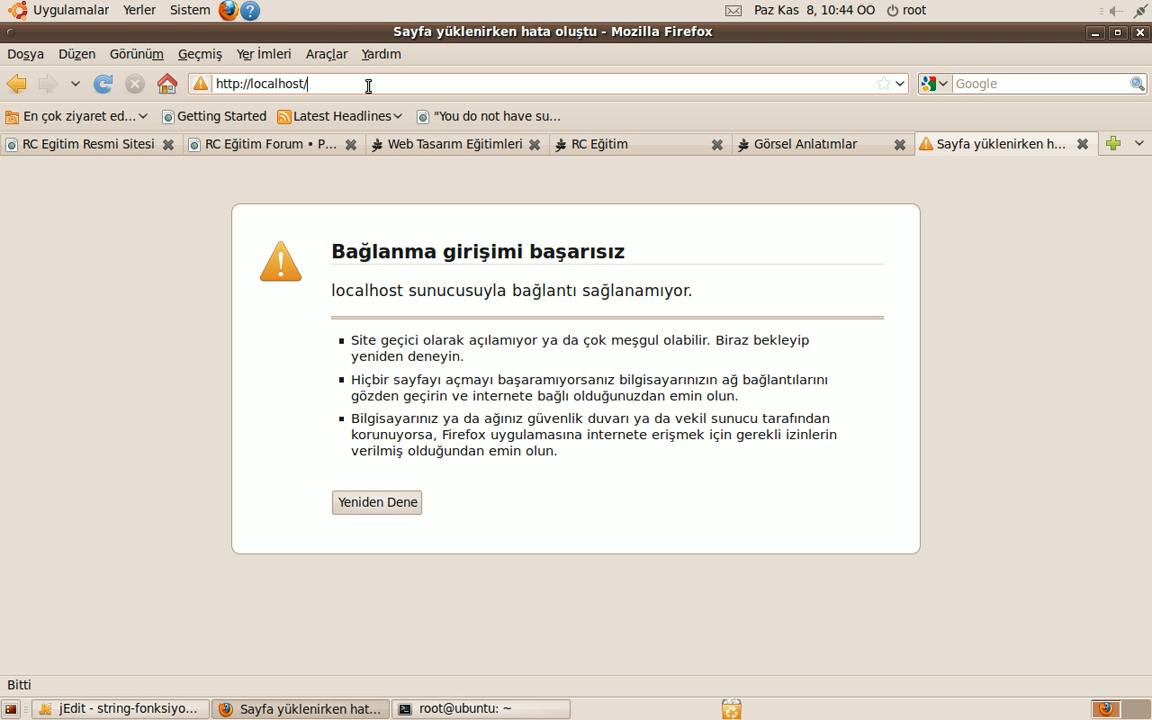 Uygulamalar Yerler Sistem Paz Kas 8, 10:44 OO root
Sayfa yüklenirken hata oluştu - Mozilla Firefox
Dosya Düzen Görünüm Geçmiş Yer İmleri Araçlar Yardım
http://localhost/ Google
En çok ziyaret ed... Getting Started Latest Headlines "You do not have su...
RC Egitim Resmi Sitesi RC Eğitim Forum • P... Web Tasarım Eğitimleri RC Eğitim Görsel Anlatımlar Sayfa yüklenirken h...
Bağlanma girişimi başarısız
localhost sunucusuyla bağlantı sağlanamıyor.
Site geçici olarak açılamıyor ya da çok meşgul olabilir. Biraz bekleyip
yeniden deneyin.
Hiçbir sayfayı açmayı başaramıyorsanız bilgisayarınızın ağ bağlantılarını
gözden geçirin ve internete bağlı olduğunuzdan emin olun.
Bilgisayarınız ya da ağınız güvenlik duvarı ya da vekil sunucu tarafından
korunuyorsa, Firefox uygulamasına internete erişmek için gerekli izinlerin
verilmiş olduğundan emin olun.
Yeniden Dene
Bitti
jEdit - string-fonksiyo... Sayfa yüklenirken hat... root@ubuntu: ~